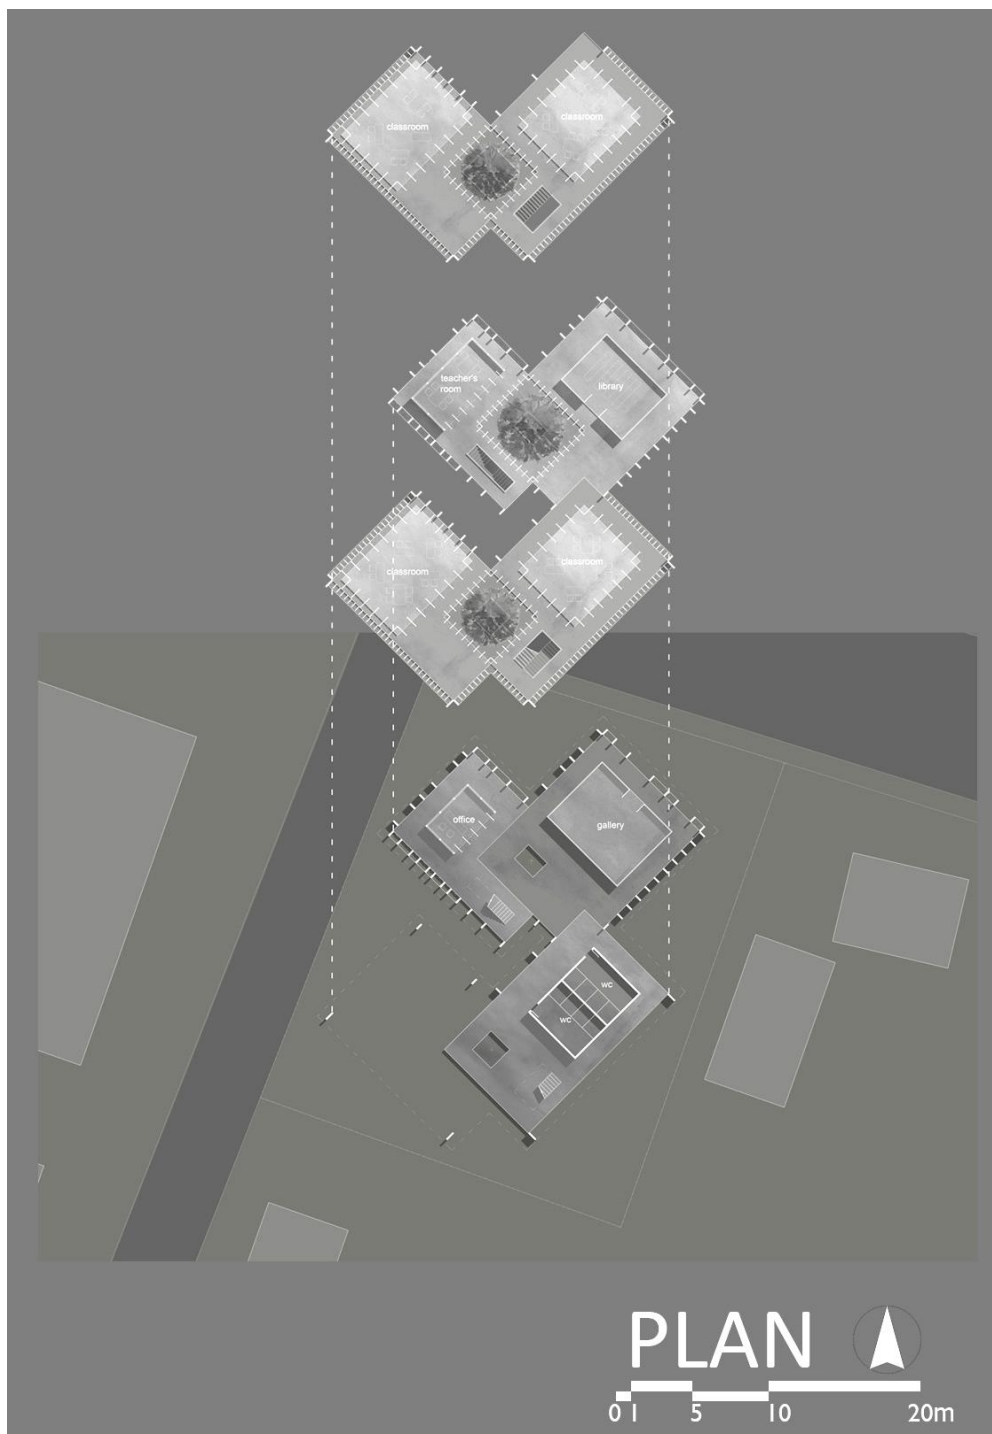 classroom
classroom
teacher's
room
library
classroom
classroom
office
gallery
wc
wc
PLAN
0 1 5 10 20m